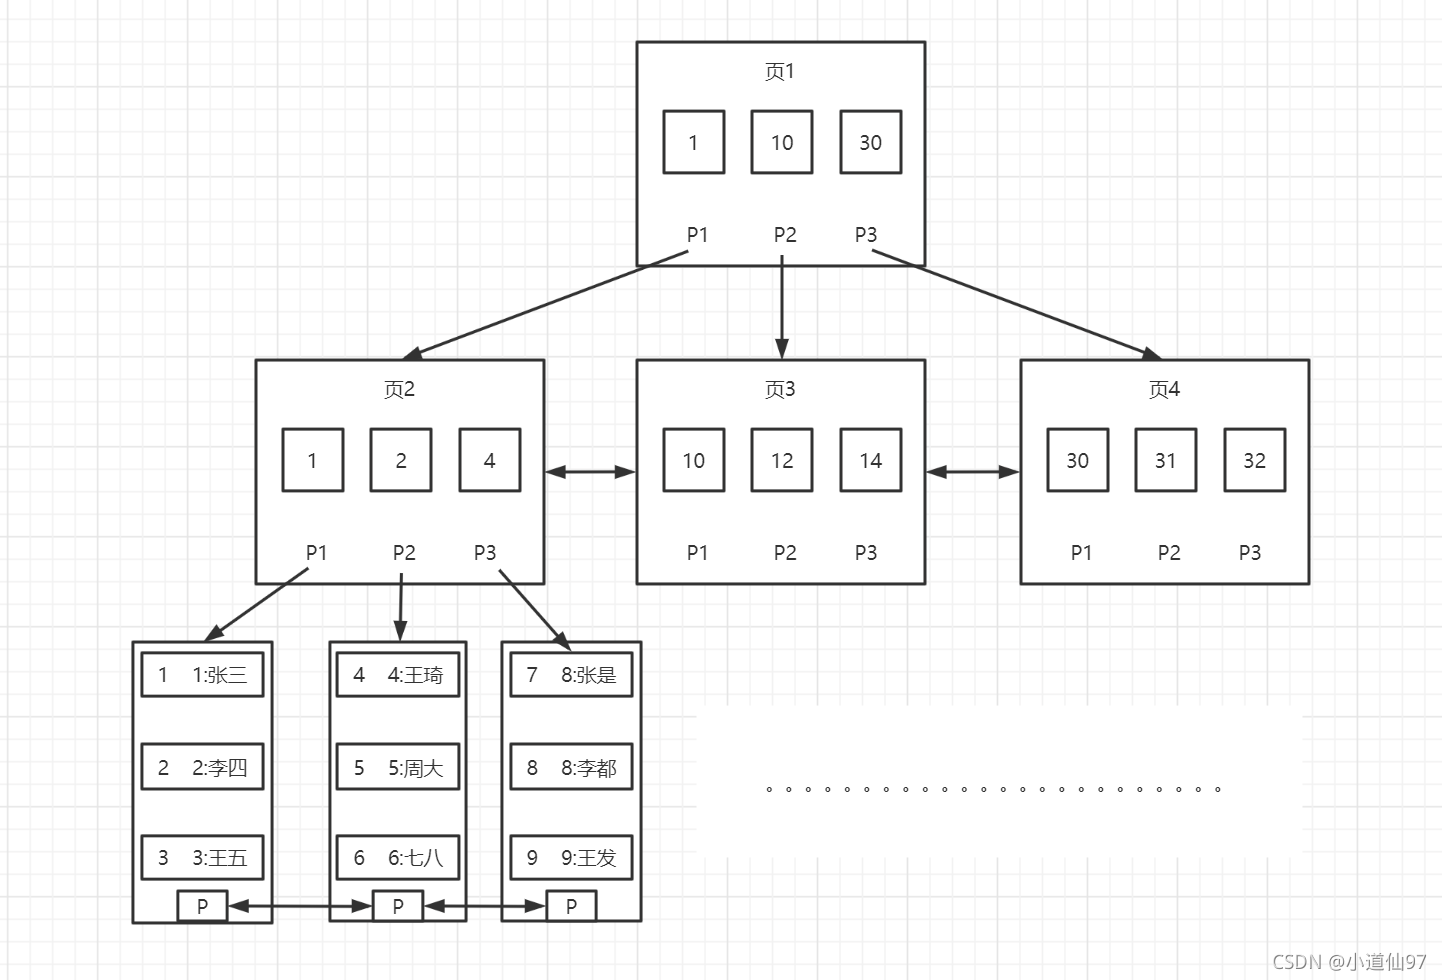 页1
1 10 30
P1 P2 P3
页2 页3 页4
1 2 4 10 12 14 30 31 32
P1 P2 P3 P1 P2 P3 P1 P2 P3
1 1:张三 4 4:王琦 7 8:张是
2 2:李四 5 5:周大 8 8:李都
。。。。。。。。。。。。。。。。。。。。。。。。
3 3:王五 6 6:七八 9 9:王发
P P P
CSDN @小道仙97